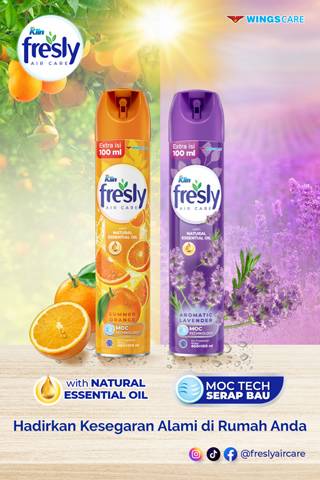 Klin
fresly
AIR CARE
WINGSCARE
Extra isi
100 ml
Klin
fresly
AIR CARE
NATURAL
ESSENTIAL OIL
SUMMER
ORANGE
MOC
TECHNOLOGY
Extra isi
100 ml
Klin
fresly
AIR CARE
NATURAL
ESSENTIAL OIL
AROMATIC
LAVENDER
MOC
TECHNOLOGY
with NATURAL
ESSENTIAL OIL
MOC TECH
SERAP BAU
Hadirkan Kesegaran Alami di Rumah Anda
@freslyaircare